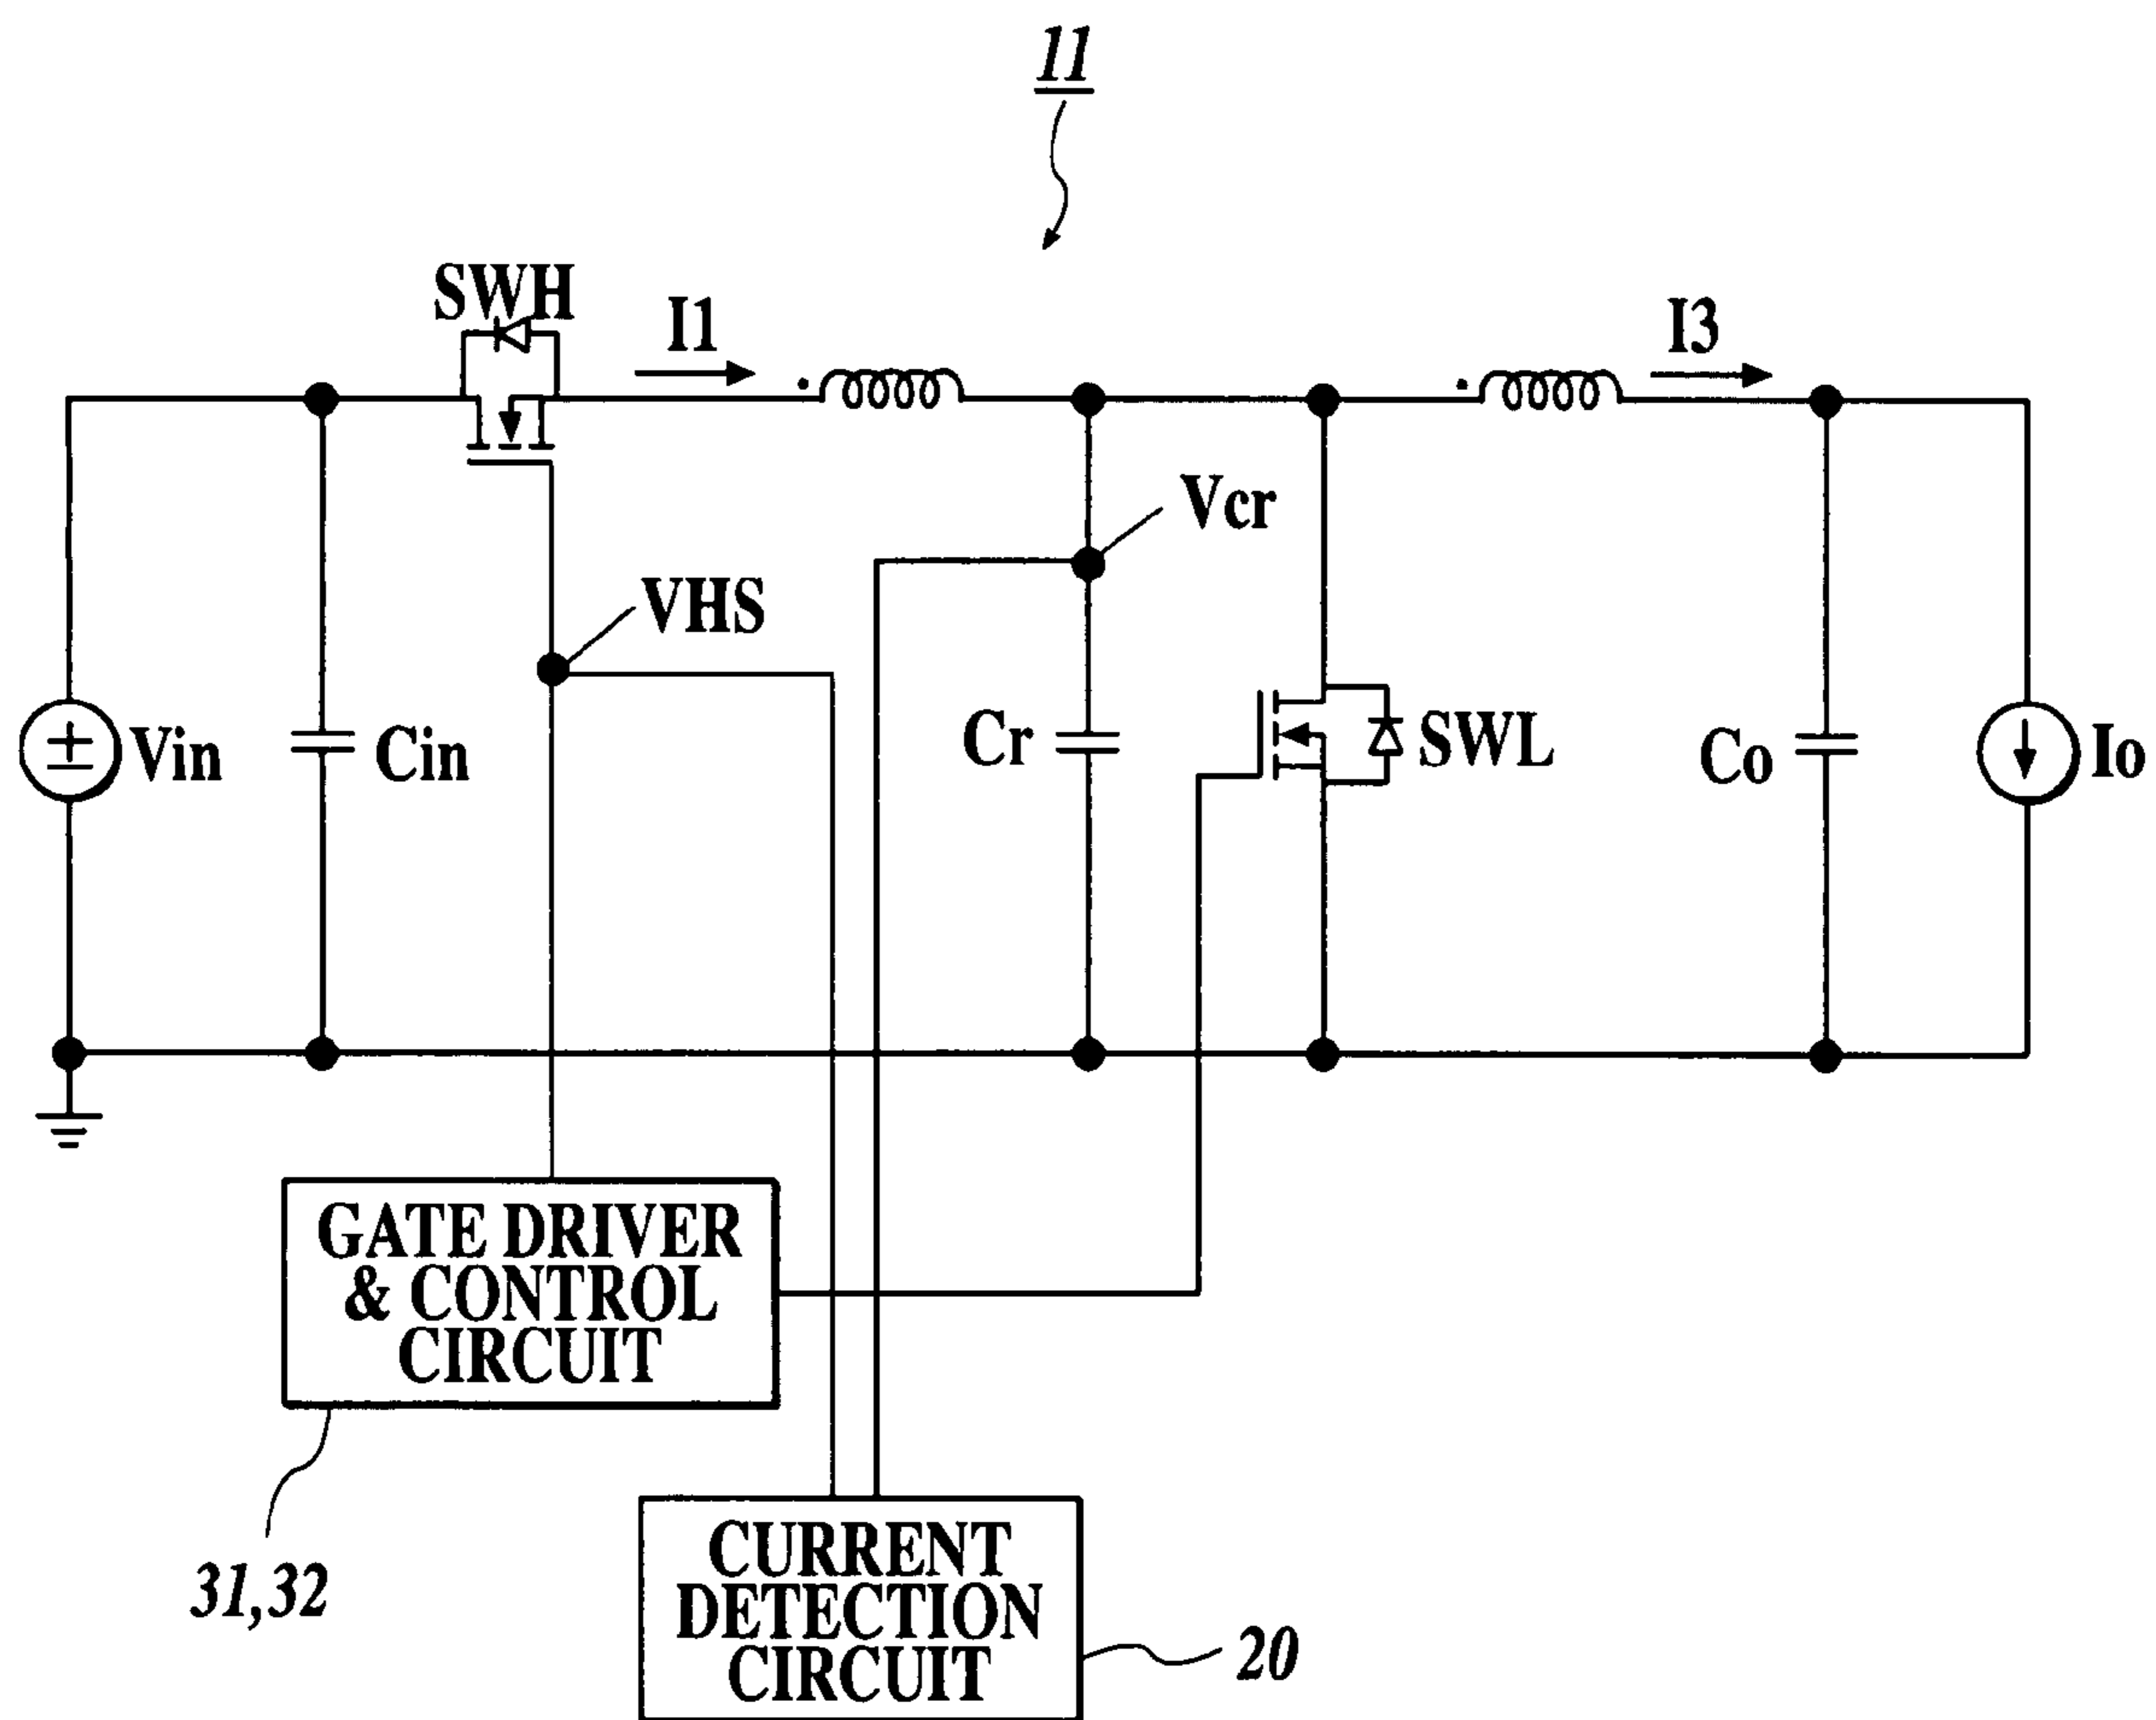 11
SWH
I1
I3
Vcr
VHS
Vin
Cin
Cr
SWL
Co
Io
GATE DRIVER
& CONTROL
CIRCUIT
31,32
CURRENT
DETECTION
CIRCUIT
20